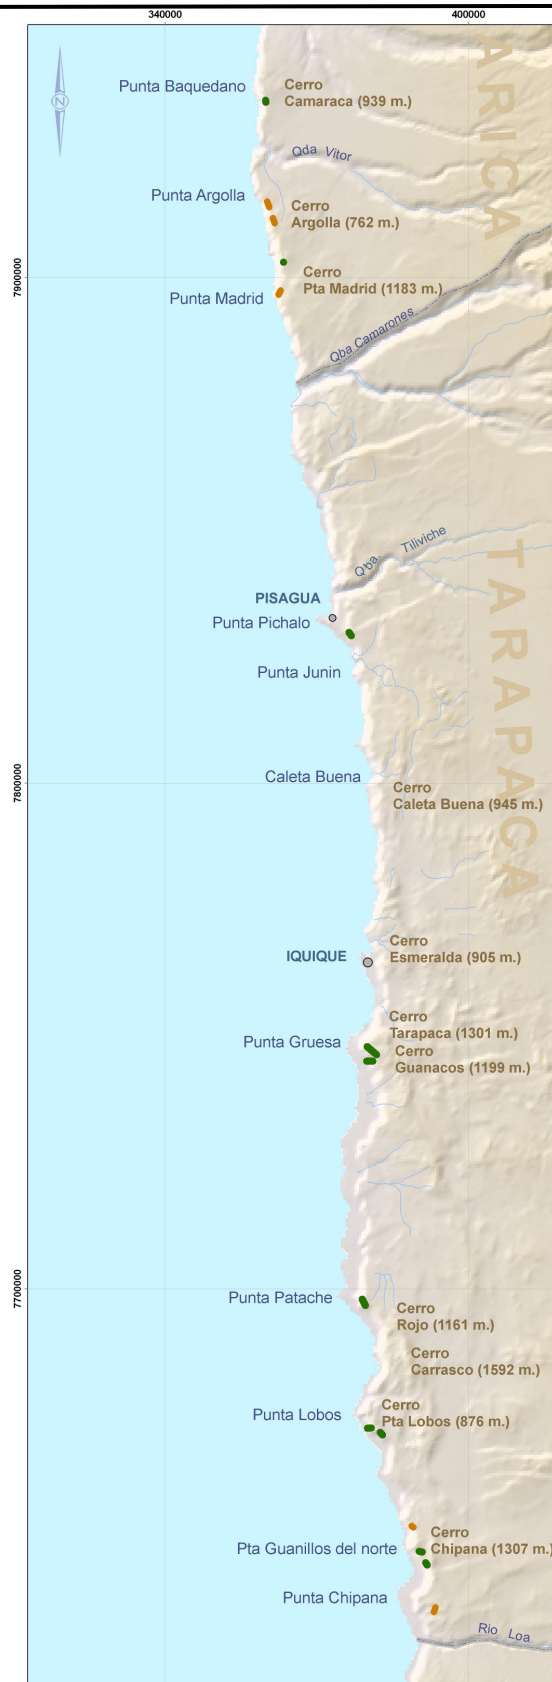 340000
400000
N
ARICA
Punta Baquedano
Cerro
Camaraca (939 m.)
Qda Vitor
Punta Argolla
Cerro
Argolla (762 m.)
7900000
Cerro
Pta Madrid (1183 m.)
Punta Madrid
Qba Camarones
TARAPACA
Qba. Tiliviche
PISAGUA
Punta Pichalo
Punta Junin
Caleta Buena
7800000
Cerro
Caleta Buena (945 m.)
Cerro
Esmeralda (905 m.)
IQUIQUE
Cerro
Tarapaca (1301 m.)
Punta Gruesa
Cerro
Guanacos (1199 m.)
7700000
Punta Patache
Cerro
Rojo (1161 m.)
Cerro
Carrasco (1592 m.)
Cerro
Pta Lobos (876 m.)
Punta Lobos
Cerro
Chipana (1307 m.)
Pta Guanillos del norte
Punta Chipana
Rio Loa